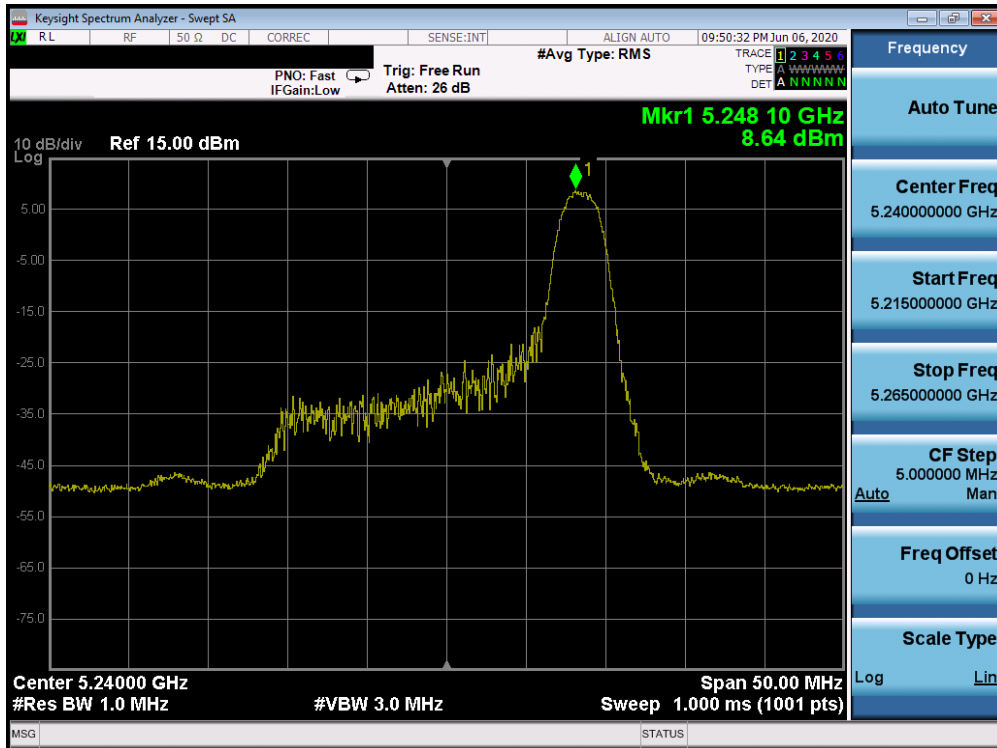 Keysight Spectrum Analyzer - Swept SA
LXI RL RF 50 Ω DC CORREC SENSE:INT ALIGN AUTO 09:50:32 PM Jun 06, 2020
Frequency
#Avg Type: RMS TRACE 1 2 3 4 5 6
PNO: Fast Trig: Free Run TYPE A WWWWW
IFGain:Low Atten: 26 dB DET A N N N N N
Auto Tune
Mkr1 5.248 10 GHz
8.64 dBm
10 dB/div Ref 15.00 dBm
Log
1
5.00
-5.00
-15.0
-25.0
-35.0
-45.0
-55.0
-65.0
-75.0
Center Freq
5.240000000 GHz
Start Freq
5.215000000 GHz
Stop Freq
5.265000000 GHz
CF Step
5.000000 MHz
Auto Man
Freq Offset
0 Hz
Scale Type
Log Lin
Center 5.24000 GHz Span 50.00 MHz
#Res BW 1.0 MHz #VBW 3.0 MHz Sweep 1.000 ms (1001 pts)
MSG STATUS